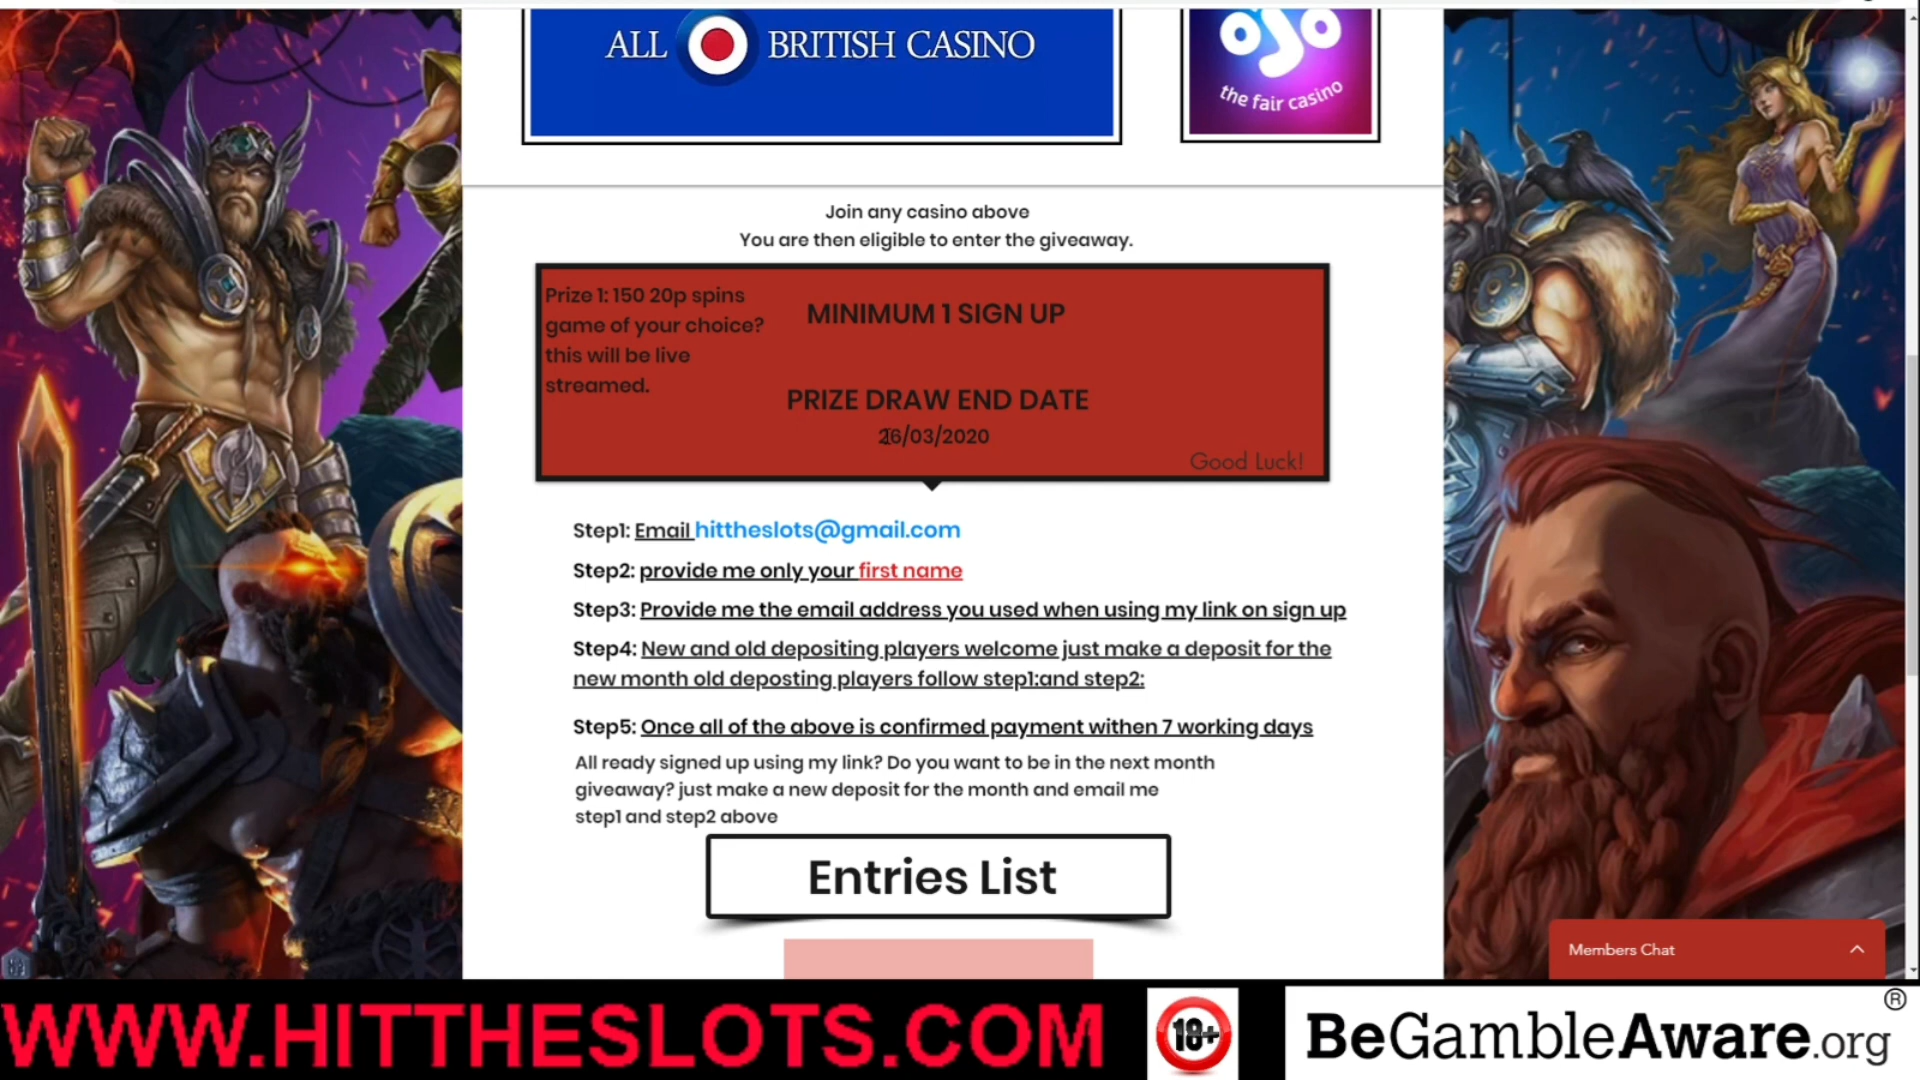 ALL BRITISH CASINO
OJO
the fair casino
Join any casino above
You are then eligible to enter the giveaway.
Prize 1: 150 20p spins
game of your choice?
this will be live
streamed.
MINIMUM 1 SIGN UP
PRIZE DRAW END DATE
26/03/2020
Good Luck!
Step1: Email hittheslots@gmail.com
Step2: provide me only your first name
Step3: Provide me the email address you used when using my link on sign up
Step4: New and old depositing players welcome just make a deposit for the
new month old deposting players follow step1:and step2:
Step5: Once all of the above is confirmed payment withen 7 working days
All ready signed up using my link? Do you want to be in the next month
giveaway? just make a new deposit for the month and email me
step1 and step2 above
Entries List
Members Chat
WWW.HITTHESLOTS.COM
18+
BeGambleAware.org®